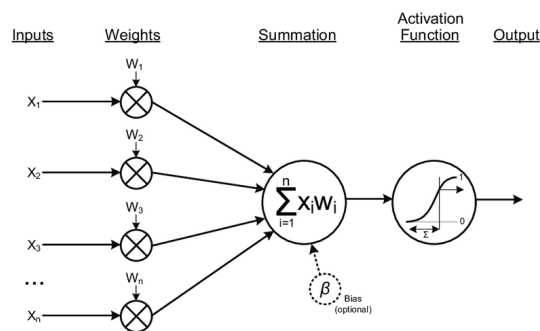 Inputs Weights Summation Activation Function Output
W1
X1
W2
X2
W3
X3
...
Wn
Xn
n
∑ XiWi
i=1
β
Bias
(optional)
1
0
Σ